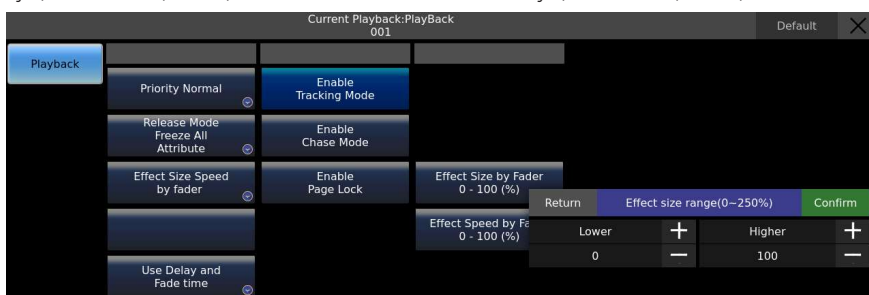 Current Playback:PlayBack
001
Default
Playback
Priority Normal
Enable
Tracking Mode
Release Mode
Freeze All
Attribute
Enable
Chase Mode
Effect Size Speed
by fader
Enable
Page Lock
Effect Size by Fader
0 - 100 (%)
Effect Speed by Fa
0 - 100 (%)
Use Delay and
Fade time
Return
Effect size range(0~250%)
Confirm
Lower
+
Higher
+
0
—
100
—